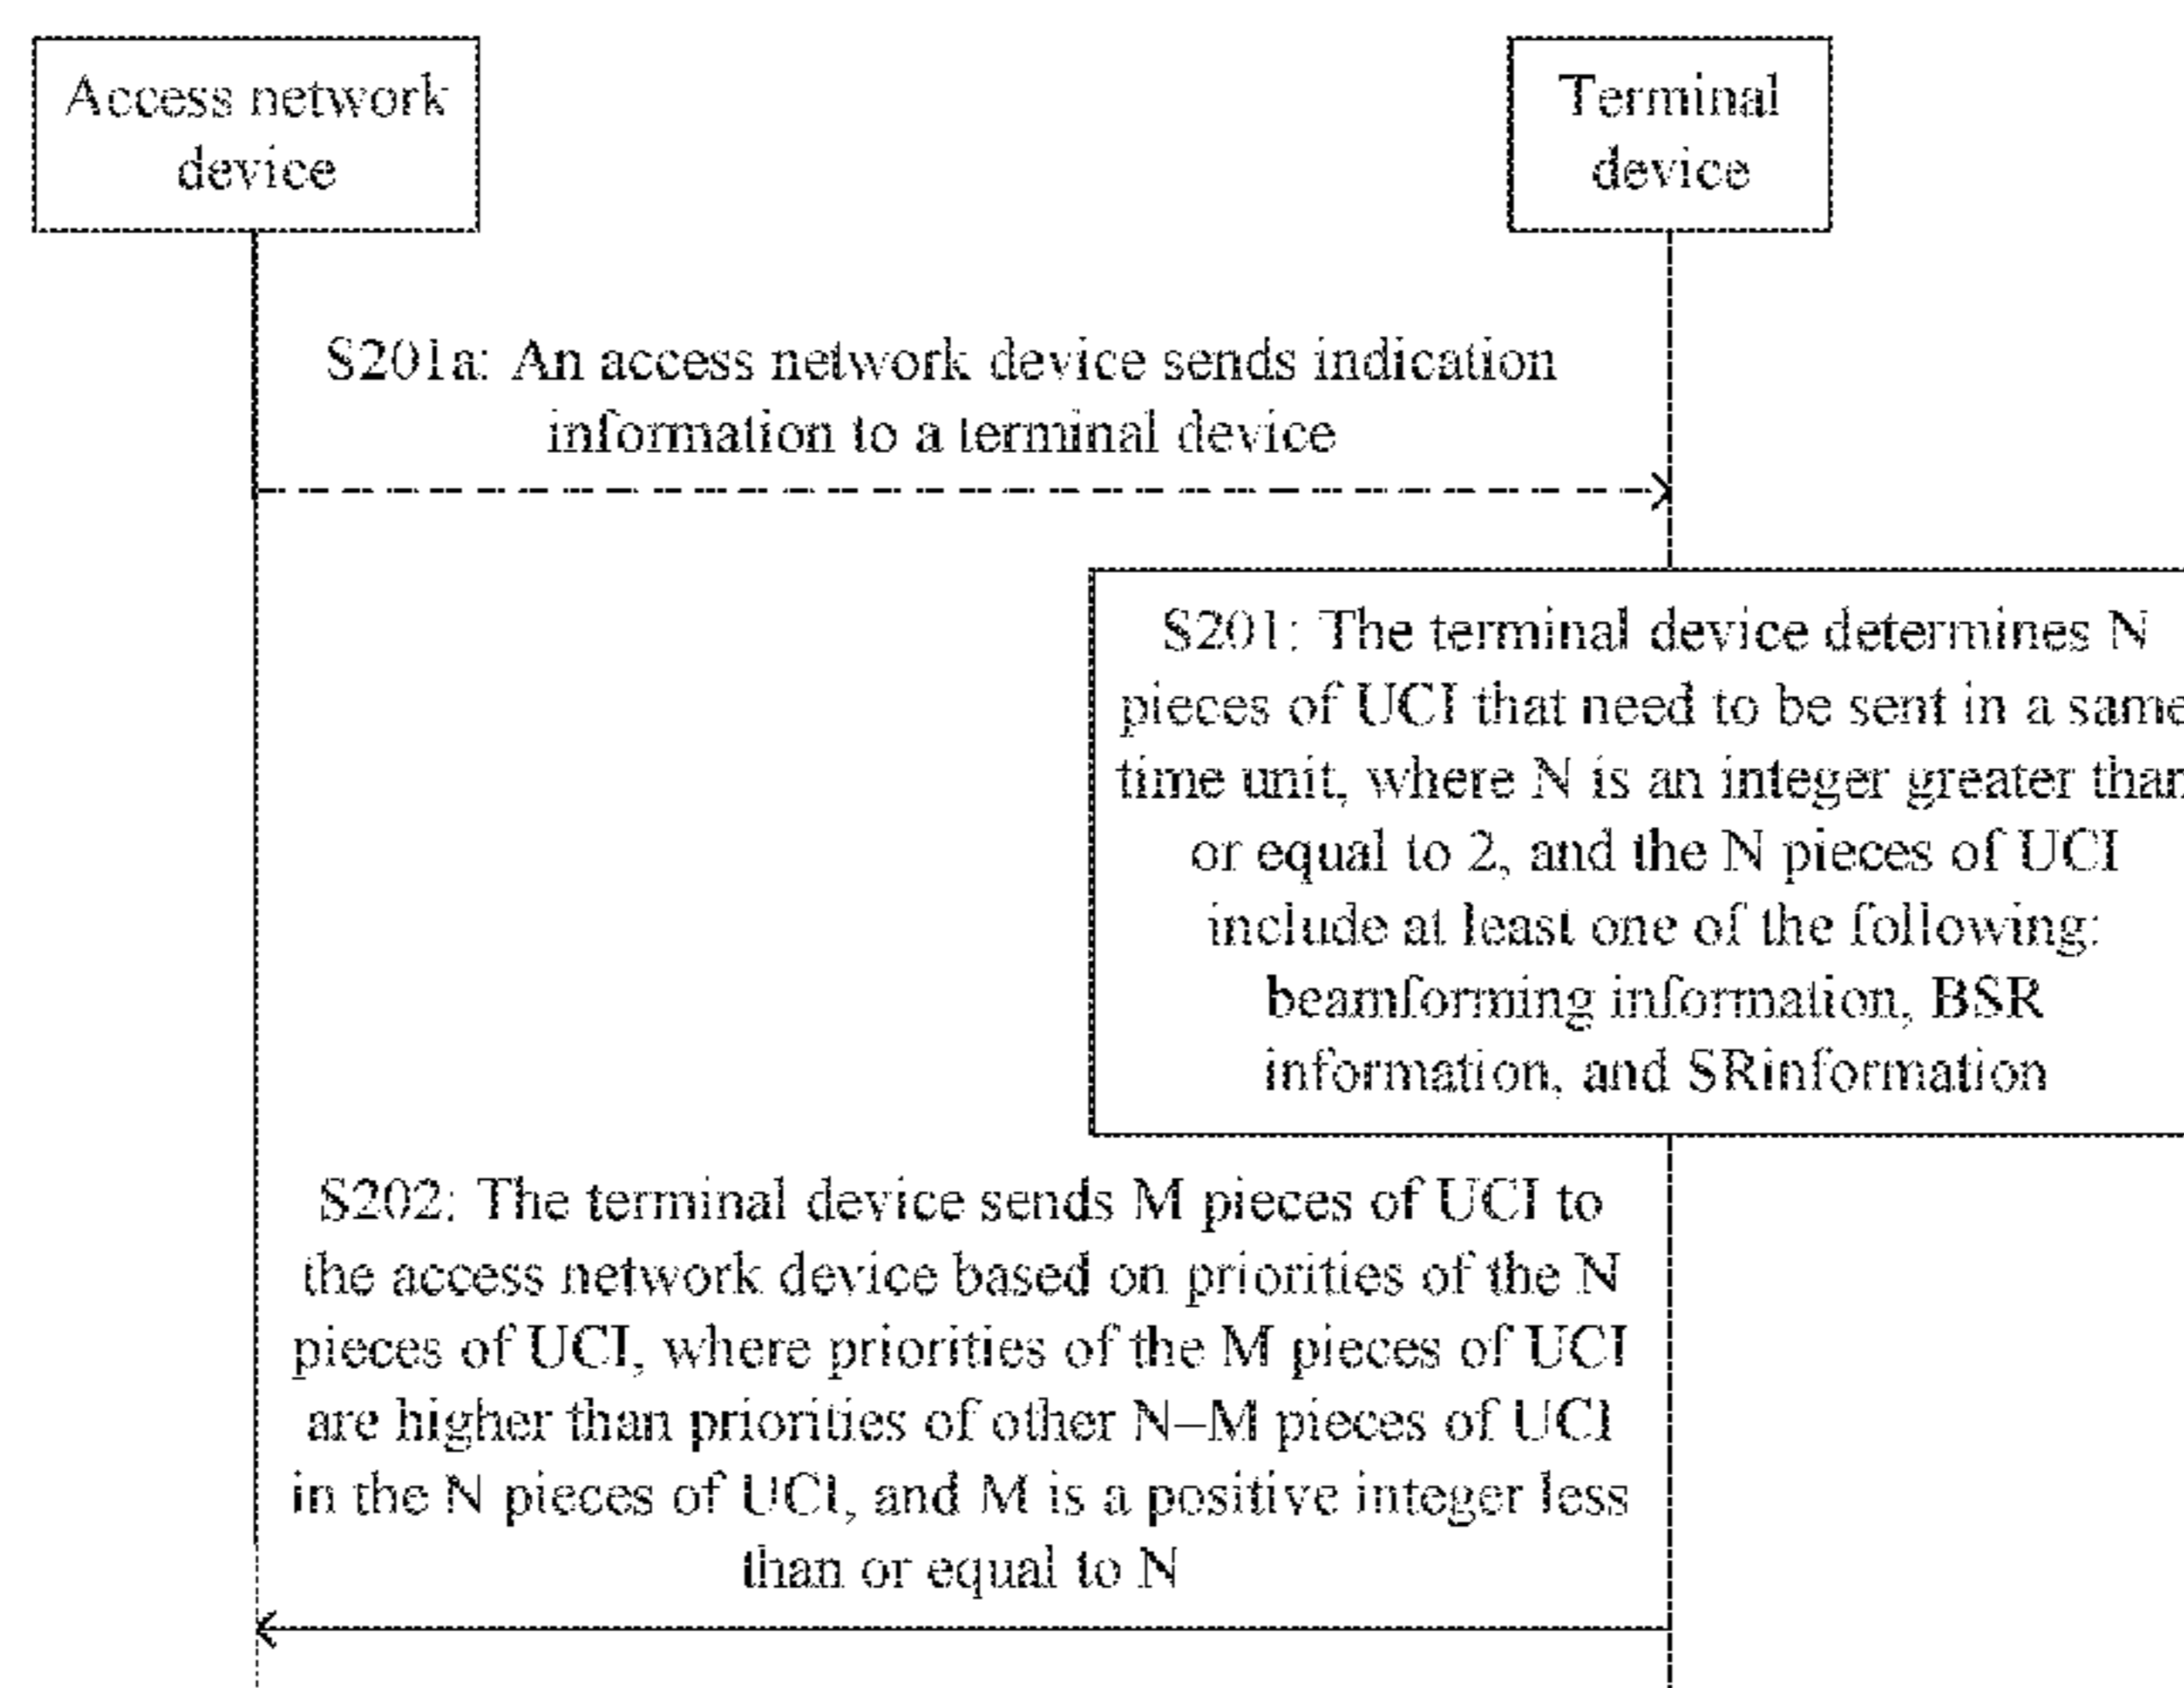 Access network
device
Terminal
device
S201a: An access network device sends indication
information to a terminal device
S201: The terminal device determines N
pieces of UCI that need to be sent in a same
time unit, where N is an integer greater than
or equal to 2, and the N pieces of UCI
include at least one of the following:
beamforming information, BSR
information, and SRinformation
S202: The terminal device sends M pieces of UCI to
the access network device based on priorities of the N
pieces of UCI, where priorities of the M pieces of UCI
are higher than priorities of other N–M pieces of UCI
in the N pieces of UCI, and M is a positive integer less
than or equal to N